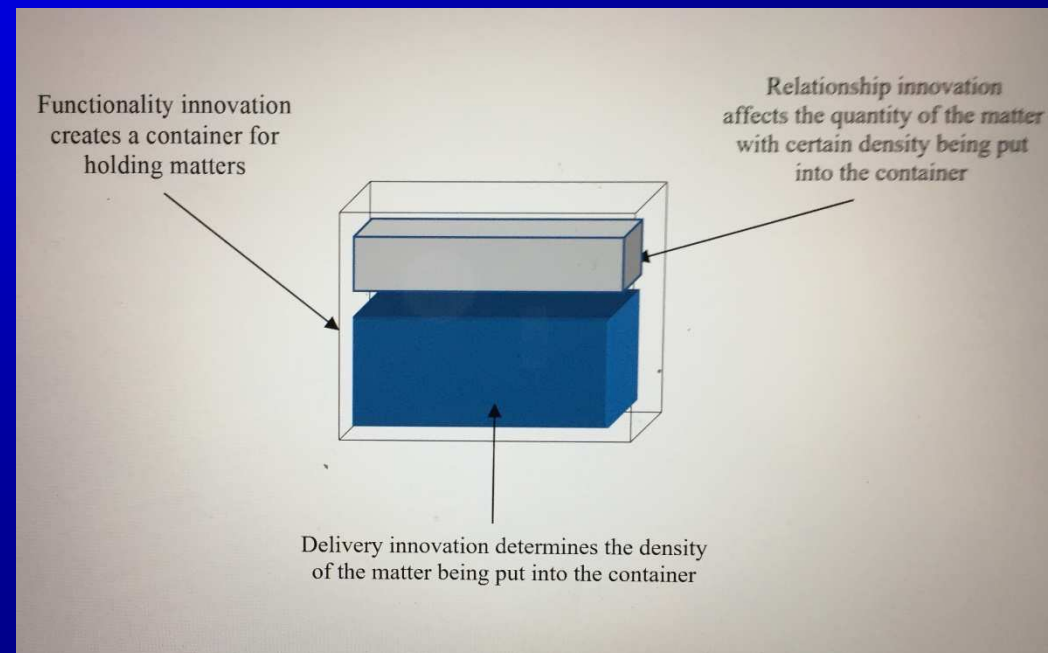 Functionality innovation
creates a container for
holding matters
Relationship innovation
affects the quantity of the matter
with certain density being put
into the container
Delivery innovation determines the density
of the matter being put into the container